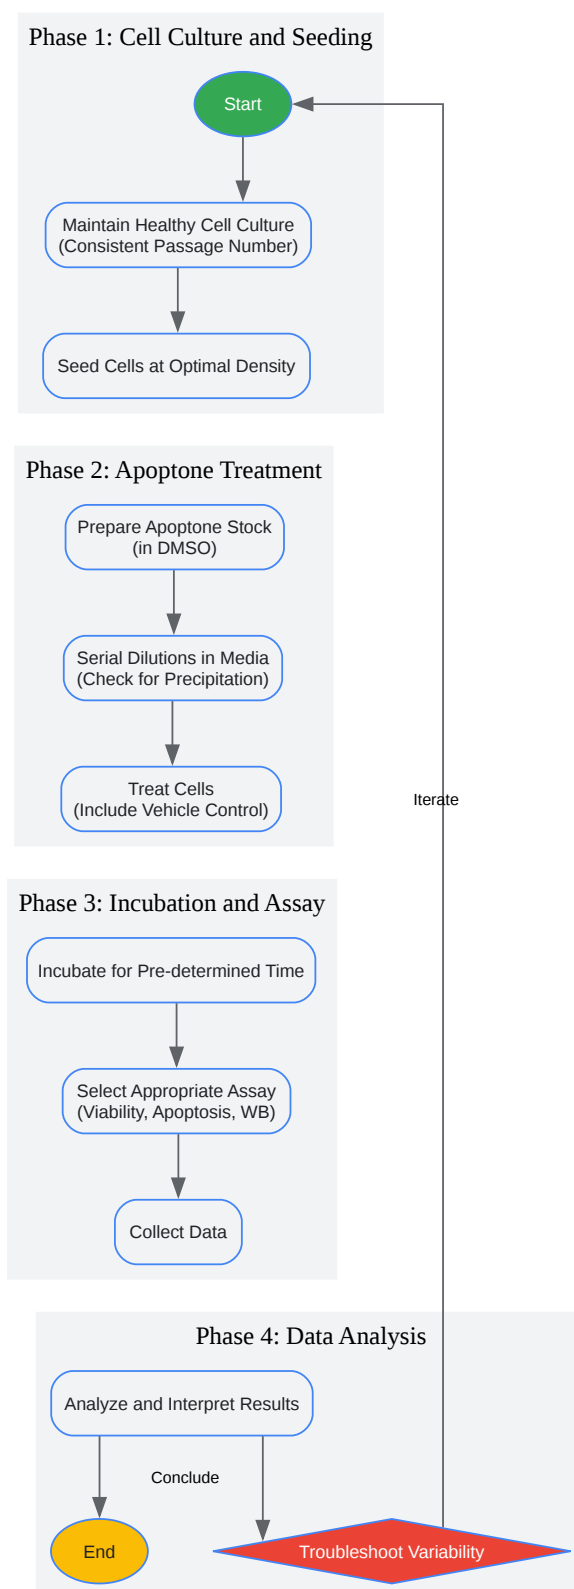 Phase 1: Cell Culture and Seeding
Start
Maintain Healthy Cell Culture
(Consistent Passage Number)
Seed Cells at Optimal Density
Phase 2: Apoptone Treatment
Prepare Apoptone Stock
(in DMSO)
Serial Dilutions in Media
(Check for Precipitation)
Treat Cells
(Include Vehicle Control)
Iterate
Phase 3: Incubation and Assay
Incubate for Pre-determined Time
Select Appropriate Assay
(Viability, Apoptosis, WB)
Collect Data
Phase 4: Data Analysis
Analyze and Interpret Results
Conclude
End
Troubleshoot Variability